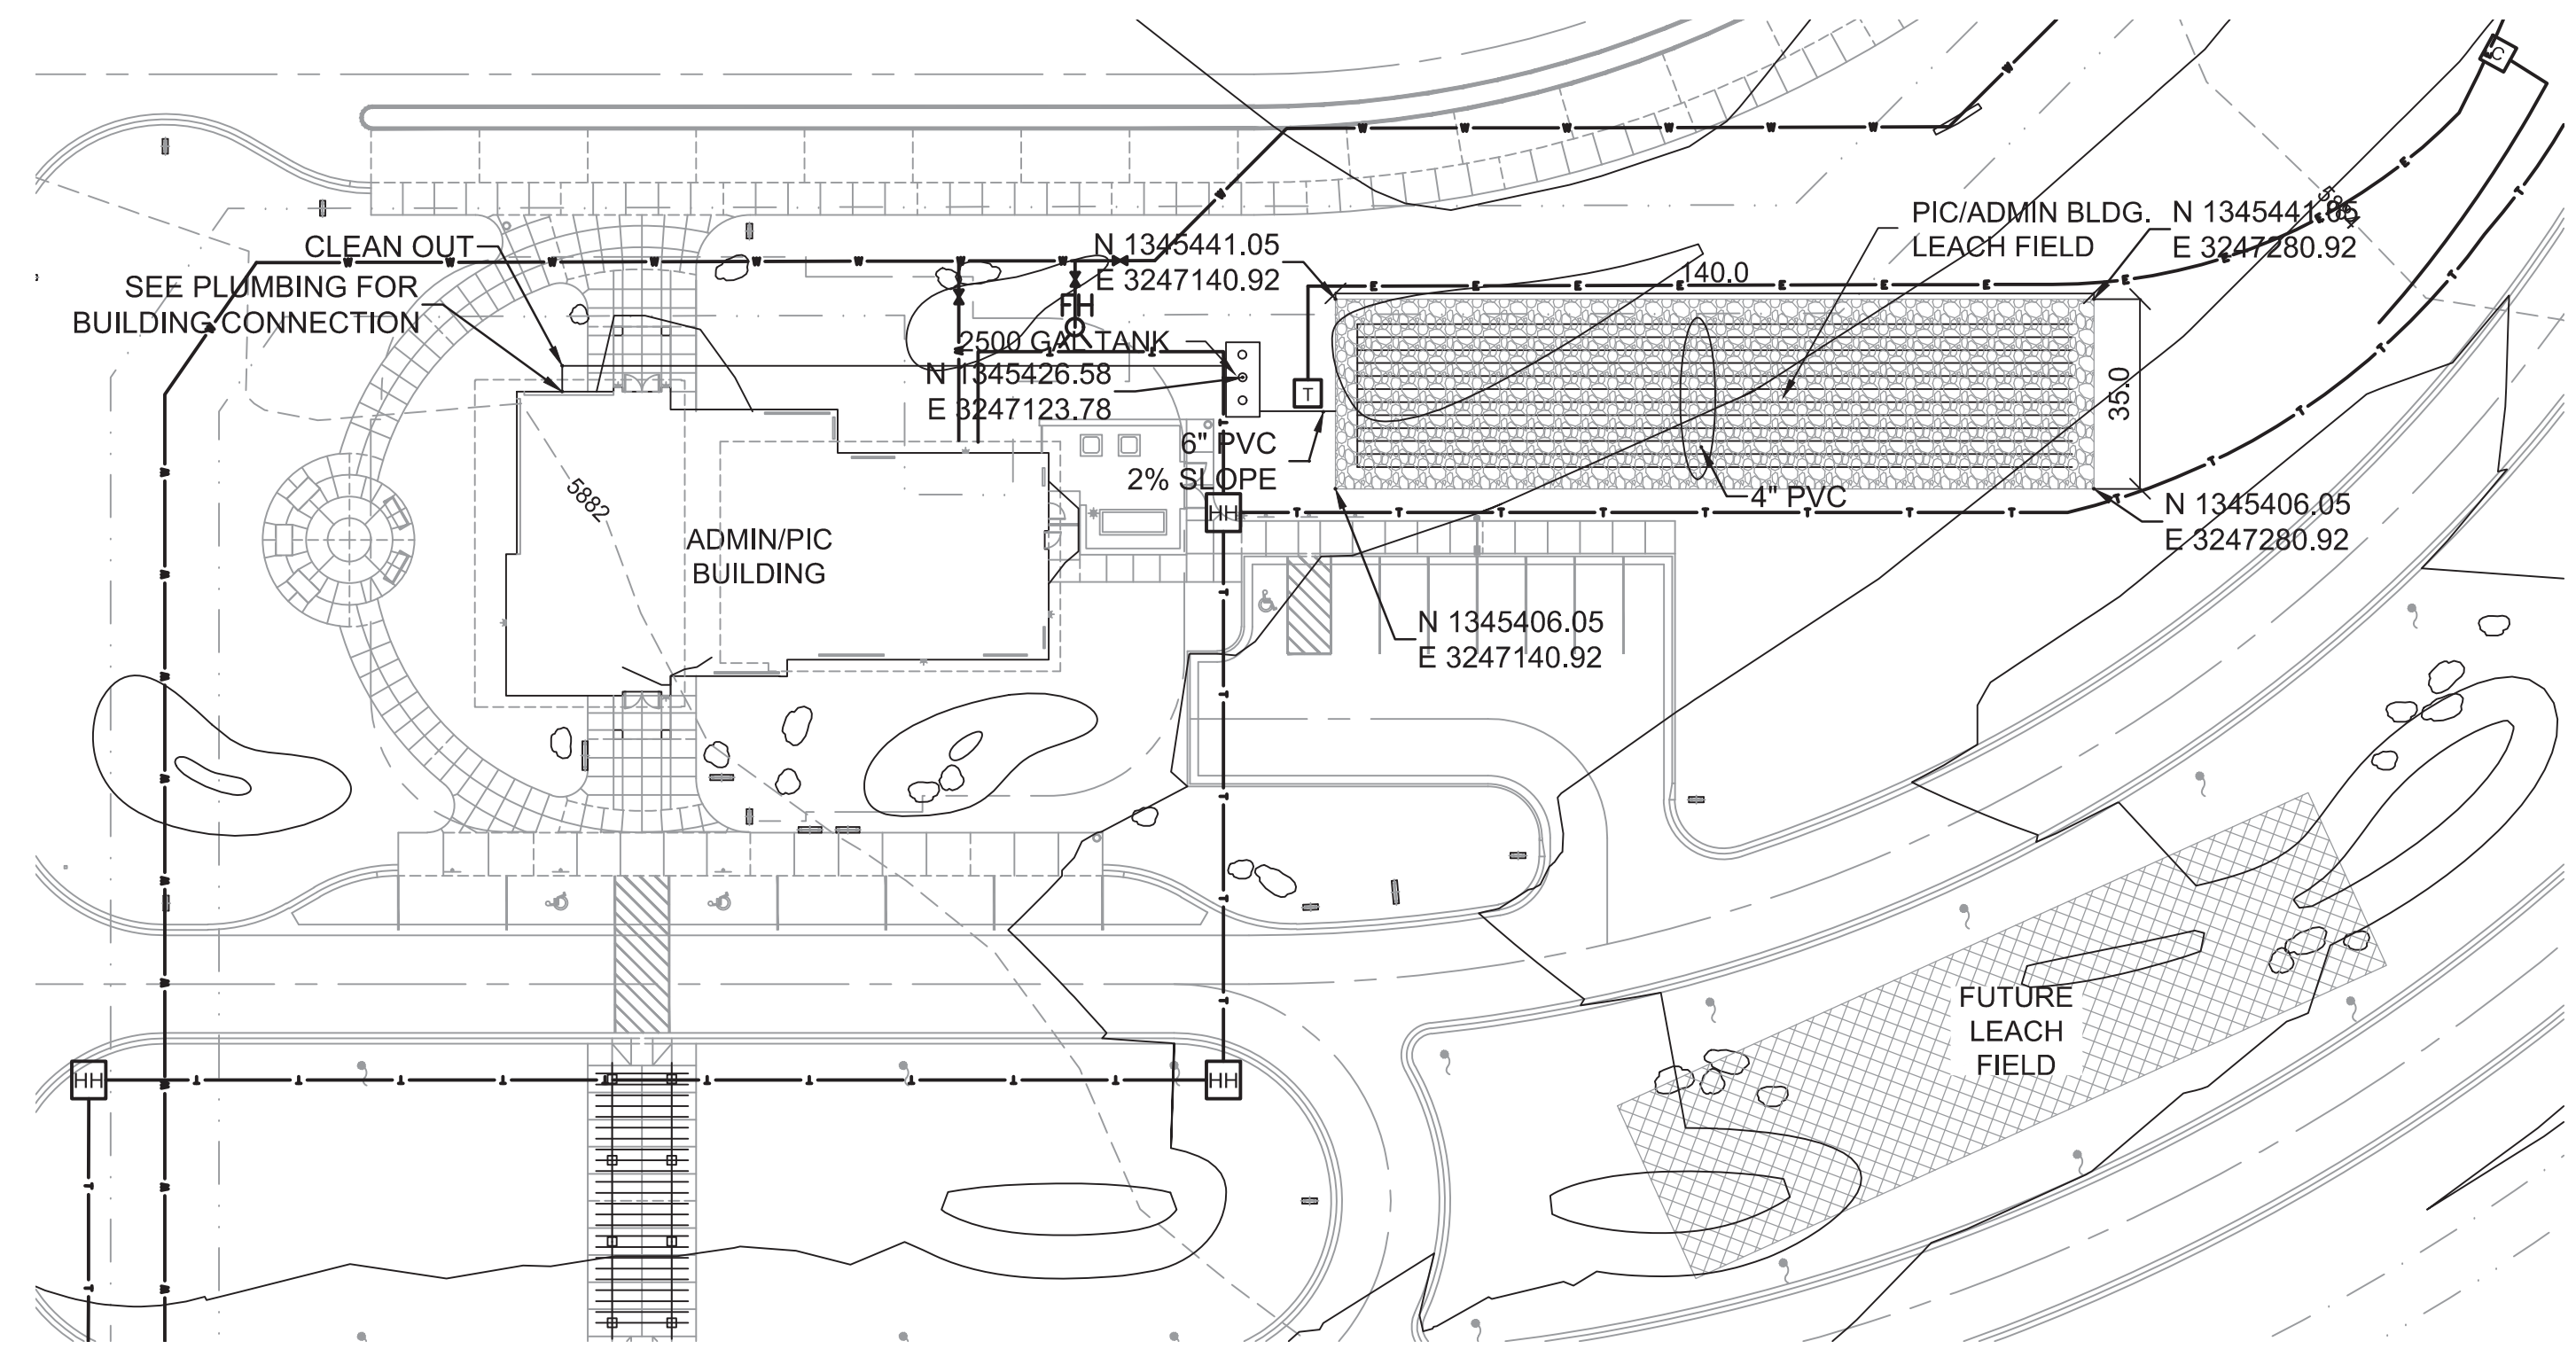 C
CLEAN OUT
SEE PLUMBING FOR
BUILDING CONNECTION
N 1345441.05
E 3247140.92
FH
2500 GAL TANK
N 1345426.58
E 3247123.78
T
6" PVC
2% SLOPE
HH
140.0
PIC/ADMIN BLDG.
LEACH FIELD
N 1345441.05
E 3247280.92
35.0
4" PVC
N 1345406.05
E 3247280.92
N 1345406.05
E 3247140.92
5882
ADMIN/PIC
BUILDING
FUTURE
LEACH
FIELD
HH
HH